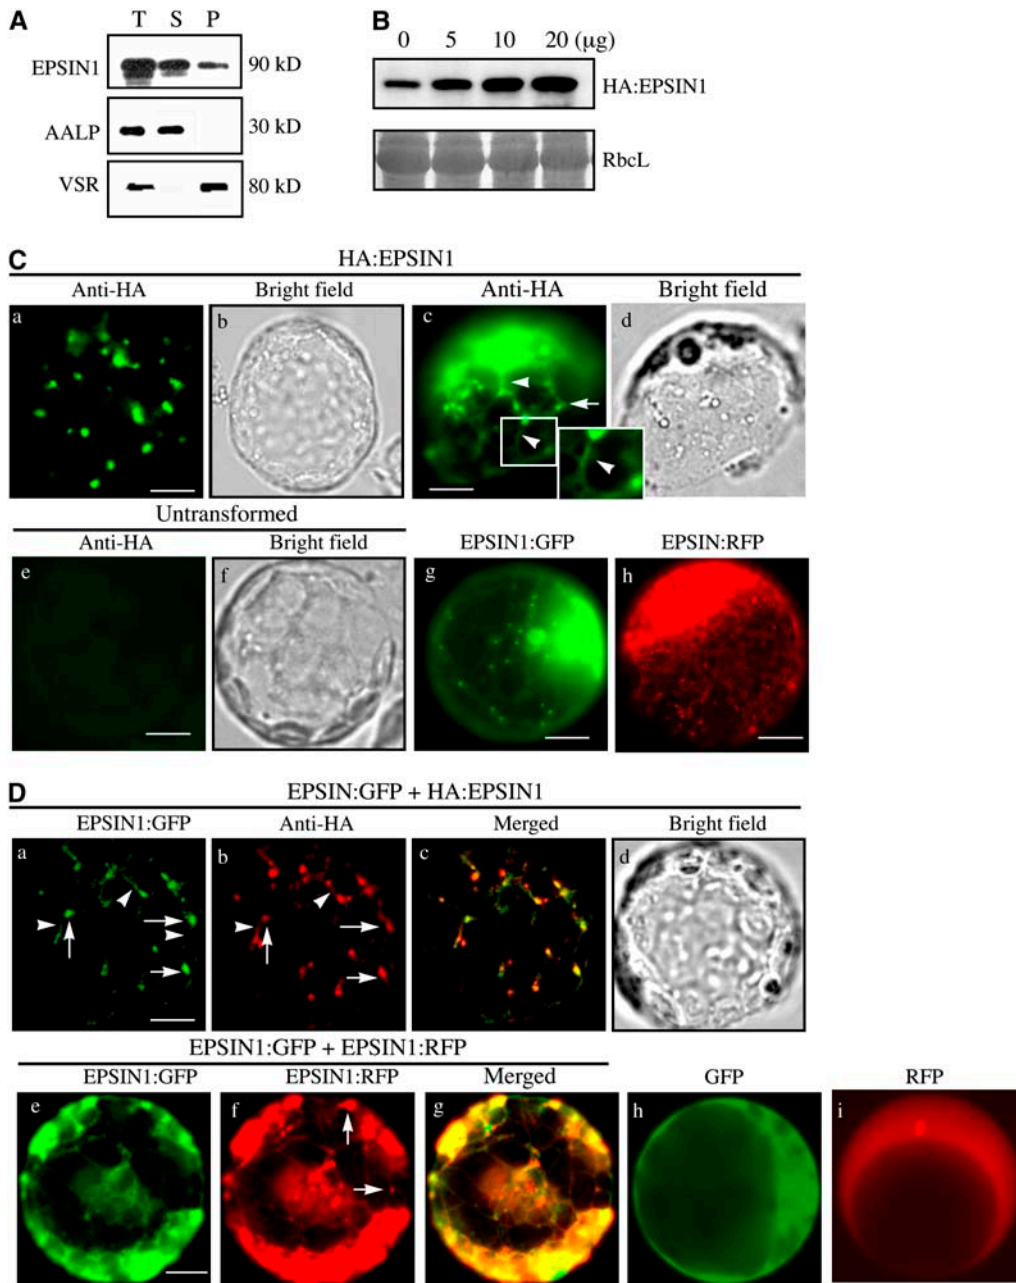 A
T S P
EPSIN1 90 kD
AALP 30 kD
VSR 80 kD
B
0 5 10 20 (µg)
HA:EPSIN1
RbcL
C
HA:EPSIN1
Anti-HA Bright field Anti-HA Bright field
a b c d
Untransformed
Anti-HA Bright field EPSIN1:GFP EPSIN:RFP
e f g h
D
EPSIN:GFP + HA:EPSIN1
EPSIN1:GFP Anti-HA Merged Bright field
a b c d
EPSIN1:GFP + EPSIN1:RFP
EPSIN1:GFP EPSIN1:RFP Merged GFP RFP
e f g h i